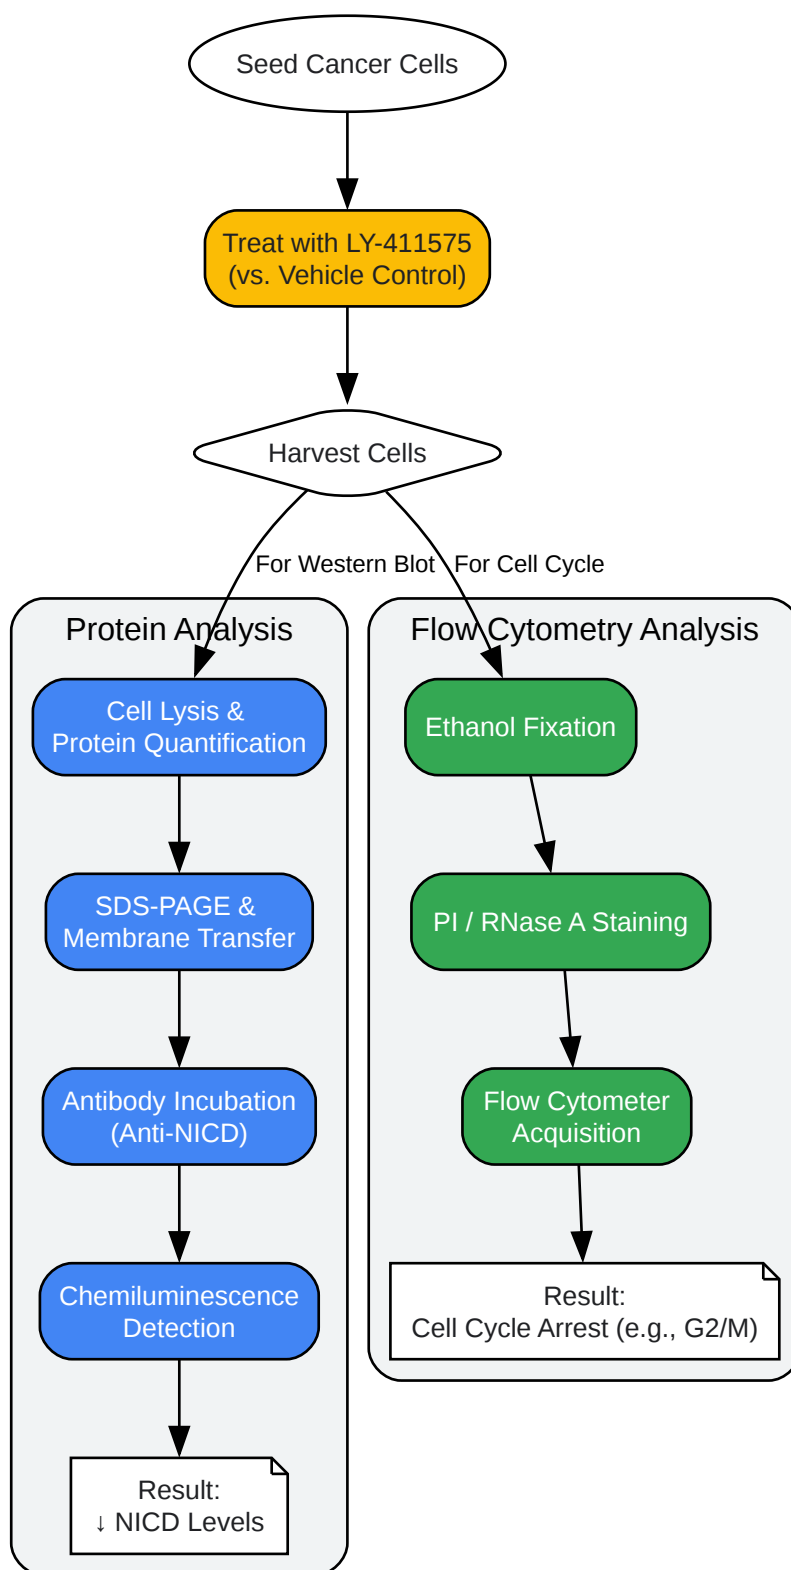 Seed Cancer Cells
Treat with LY-411575
(vs. Vehicle Control)
Harvest Cells
For Western Blot
For Cell Cycle
Protein Analysis
Cell Lysis &
Protein Quantification
SDS-PAGE &
Membrane Transfer
Antibody Incubation
(Anti-NICD)
Chemiluminescence
Detection
Result:
↓ NICD Levels
Flow Cytometry Analysis
Ethanol Fixation
PI / RNase A Staining
Flow Cytometer
Acquisition
Result:
Cell Cycle Arrest (e.g., G2/M)